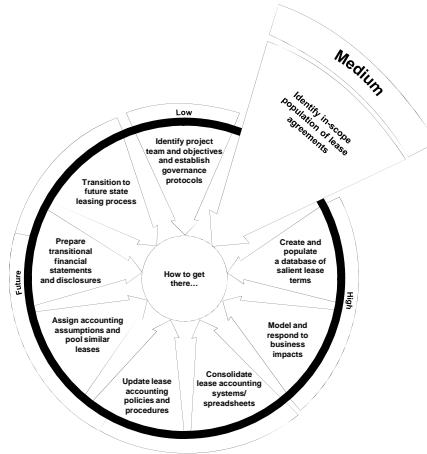 Medium
Identify in-scope
population of lease
agreements
Low
Identify project
team and objectives
and establish
governance
protocols
Transition to
future state
leasing process
Prepare
transitional
financial
statements
and disclosures
How to get
there...
Create and
populate
a database of
salient lease
terms
Future
High
Assign accounting
assumptions and
pool similar
leases
Model and
respond to
business
impacts
Update lease
accounting
policies and
procedures
Consolidate
lease accounting
systems/
spreadsheets